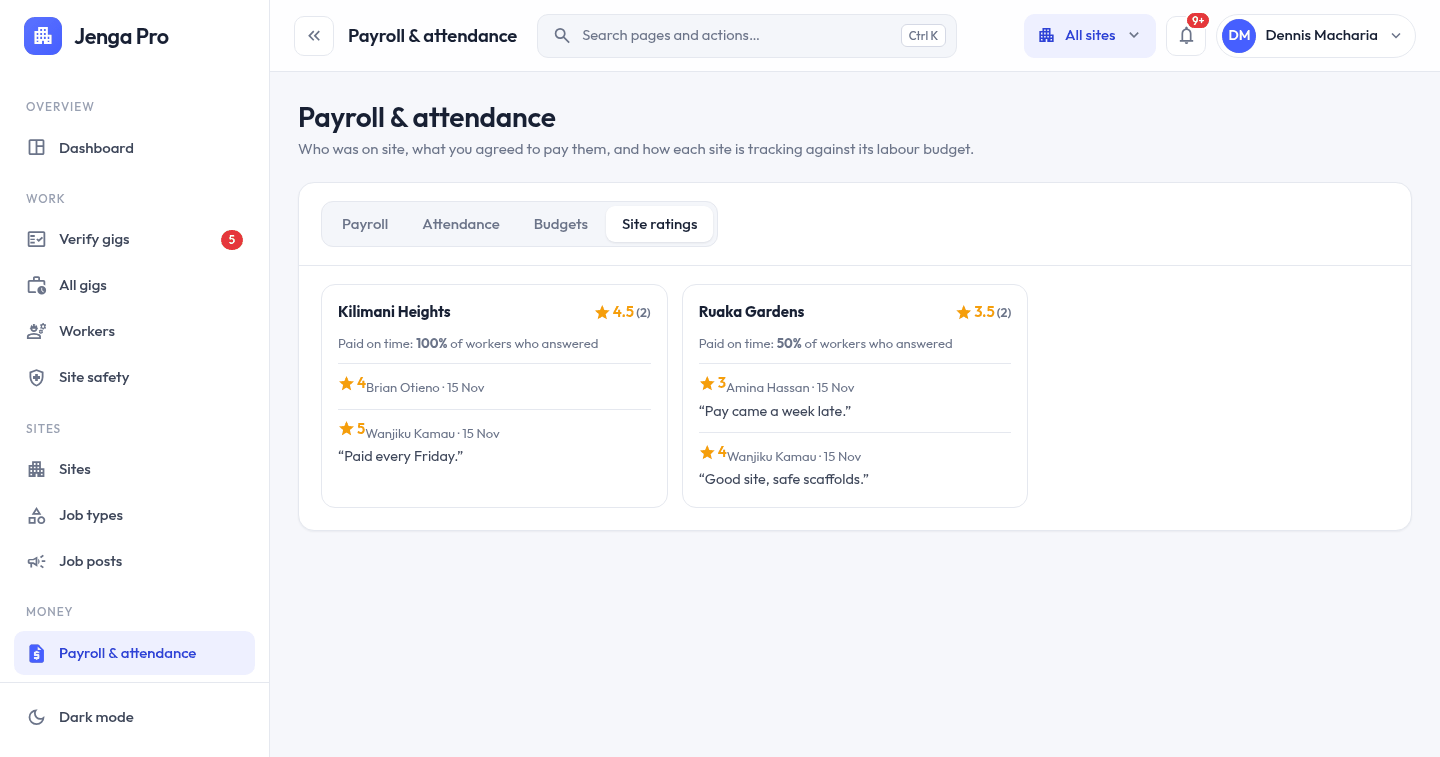 Jenga Pro
Payroll & attendance
Search pages and actions...
Ctrl K
All sites
9+
DM
Dennis Macharia
OVERVIEW
Dashboard
WORK
Verify gigs
5
All gigs
Workers
Site safety
SITES
Sites
Job types
Job posts
MONEY
Payroll & attendance
Dark mode
Payroll & attendance
Who was on site, what you agreed to pay them, and how each site is tracking against its labour budget.
Payroll
Attendance
Budgets
Site ratings
Kilimani Heights
4.5 (2)
Paid on time: 100% of workers who answered
4 Brian Otieno · 15 Nov
5 Wanjiku Kamau · 15 Nov
“Paid every Friday.”
Ruaka Gardens
3.5 (2)
Paid on time: 50% of workers who answered
3 Amina Hassan · 15 Nov
“Pay came a week late.”
4 Wanjiku Kamau · 15 Nov
“Good site, safe scaffolds.”